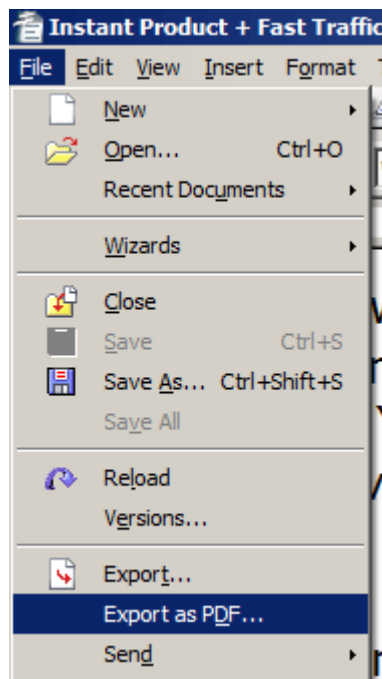 Instant Product + Fast Traffic
File Edit View Insert Format
New
Open... Ctrl+O
Recent Documents
Wizards
Close
Save Ctrl+S
Save As... Ctrl+Shift+S
Save All
Reload
Versions...
Export...
Export as PDF...
Send